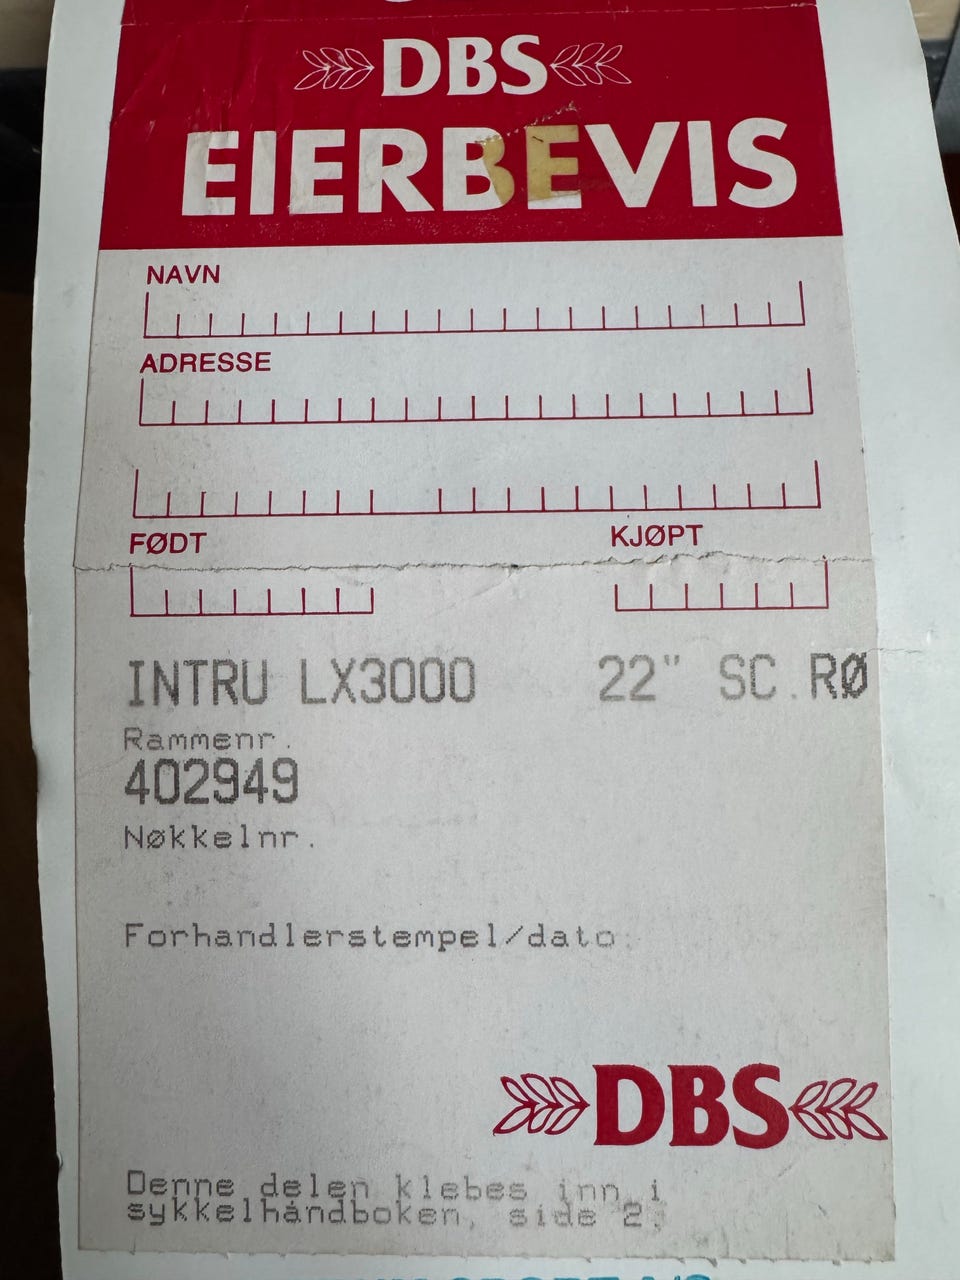 DBS
EIERBEVIS
NAVN
ADRESSE
FØDT KJØPT
INTRU LX3000 22" SC.RØ
Rammenr.
402949
Nøkkelnr.
Forhandlerstempel/dato:
DBS
Denne delen klebes inn i
sykkelhåndboken, side 2.